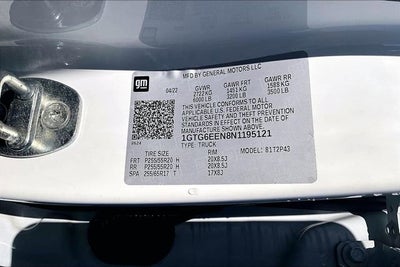 gm
MFD BY GENERAL MOTORS LLC
04/22 GVWR GAWR FRT GAWR RR
2722 KG 1451 KG 1588 KG
6000 LB 3200 LB 3500 LB
THIS VEHICLE CONFORMS TO ALL
APPLICABLE U.S. FEDERAL MOTOR
VEHICLE SAFETY AND THEFT PREVENTION
STANDARDS IN EFFECT ON THE DATE OF
MANUFACTURE SHOWN ABOVE.
1GTG6EEN8N1195121
TYPE: TRUCK
TIRE SIZE RIM MODEL: 81T2P43
FRT P255/55R20 H 20X8.5J
RR P255/55R20 H 20X8.5J
SPA 255/65R17 T 17X8J